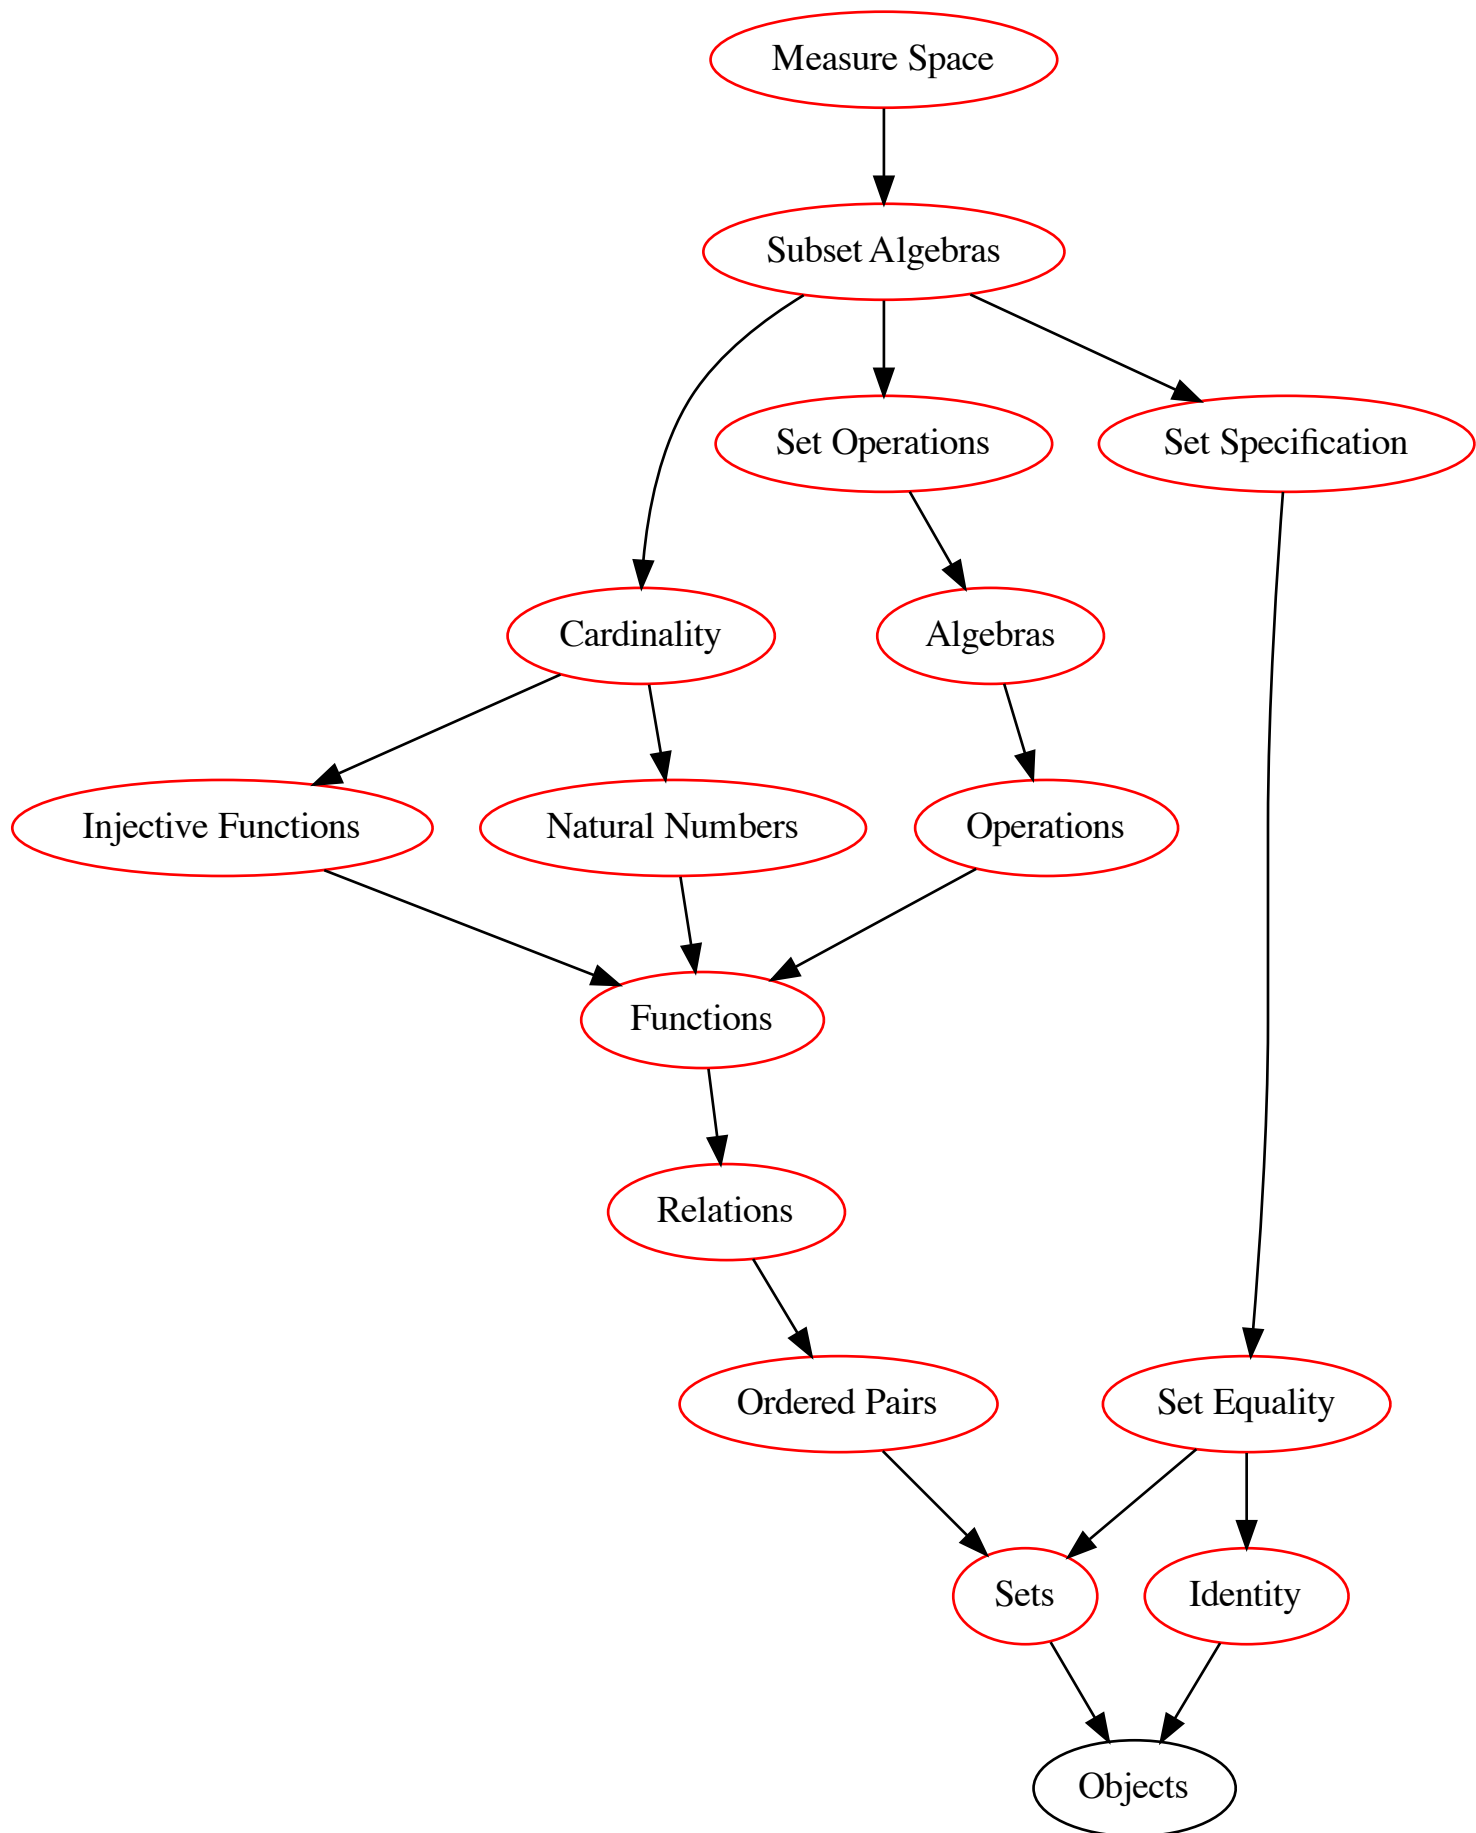 Measure Space
Subset Algebras
Set Operations
Set Specification
Cardinality
Algebras
Injective Functions
Natural Numbers
Operations
Functions
Relations
Ordered Pairs
Set Equality
Sets
Identity
Objects